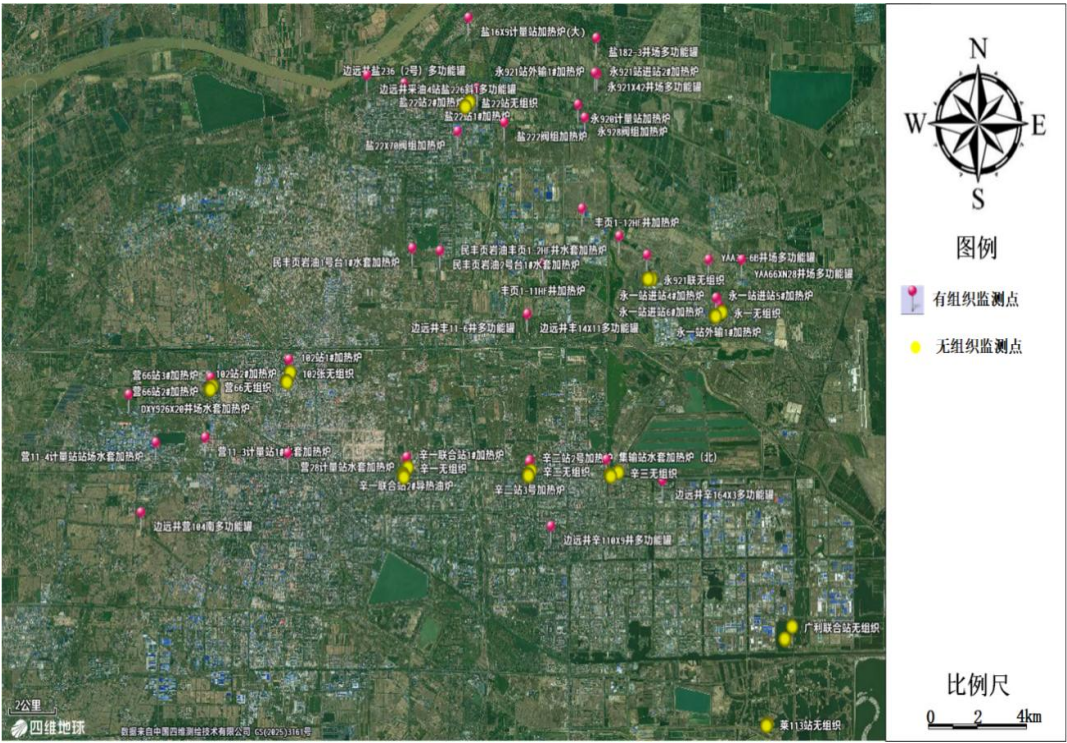 盐16X9计量站加热炉(大)
盐182-3井场多功能罐
边远井盐236（2号）多功能罐
永921站外输1#加热炉
永921站进站2#加热炉
边远井采油4站盐226斜 多功能罐
永921X42井场多功能罐
盐22站2#加热炉
盐22站无组织
盐22站1#加热炉
永920计量站加热炉
盐222阀组加热炉
永928阀组加热炉
盐22X70阀组加热炉
丰页1-12HF井加热炉
民丰页岩油丰页1-2HF井水套加热炉
民丰页岩油1号台1#水套加热炉
民丰页岩油2号台1#水套加热炉
YAA 6B井场多功能罐
YAA66XN28井场多功能罐
永921联无组织
丰页1-11HF井加热炉
永一站进站4#加热炉
永一站进站5#加热炉
永一站进站6#加热炉
永一无组织
边远井丰11-6井多功能罐
边远井丰14X11多功能罐
永一站外输1#加热炉
102站1#加热炉
营66站3#加热炉
102站2#加热炉
102张无组织
营66站2#加热炉
营66无组织
DXY926X20井场水套加热炉
营11-4计量站站场水套加热炉
营11-3计量站1# 套加热炉
营28计量站水套加热炉
辛一联合站1#加热炉
辛一无组织
辛一联合站2#导热油炉
辛二站2号加热炉
辛二无组织
辛二站3号加热炉
集输站水套加热炉（北）
辛三无组织
边远井辛164X3多功能罐
边远井营104南多功能罐
边远井辛110X9井多功能罐
广利联合站无组织
莱113站无组织
2公里
四维地球
数据来自中国四维测绘技术有限公司 GS(2025)3161号
N
W
E
S
图例
有组织监测点
无组织监测点
比例尺
0 2 4km